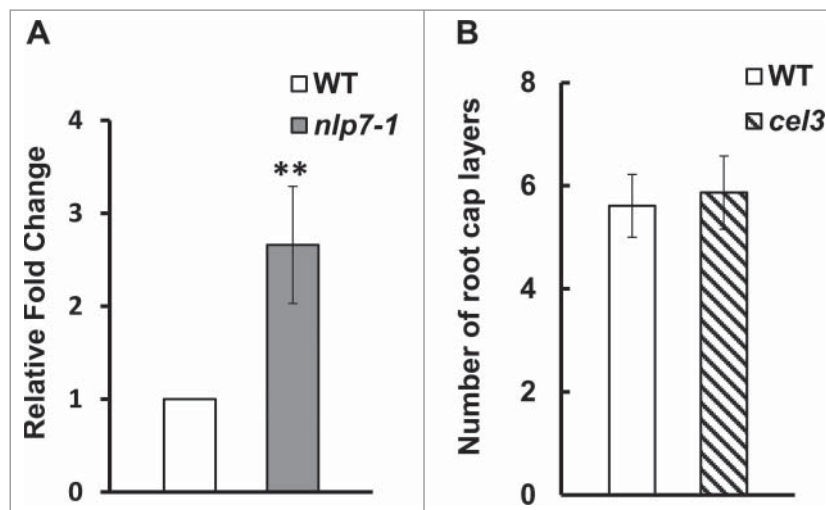 A
WT
nlp7-1
Relative Fold Change
4
3
2
1
0
**
B
WT
cel3
Number of root cap layers
8
6
4
2
0